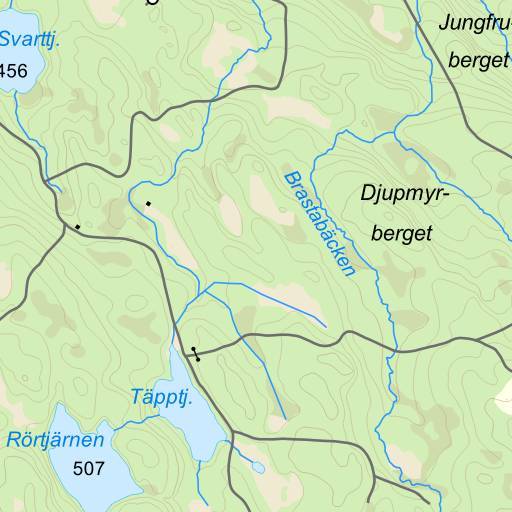 Jungfru-
berget
Svarttj.
456
Brastabäcken
Djupmyr-
berget
Täpptj.
Rörtjärnen
507